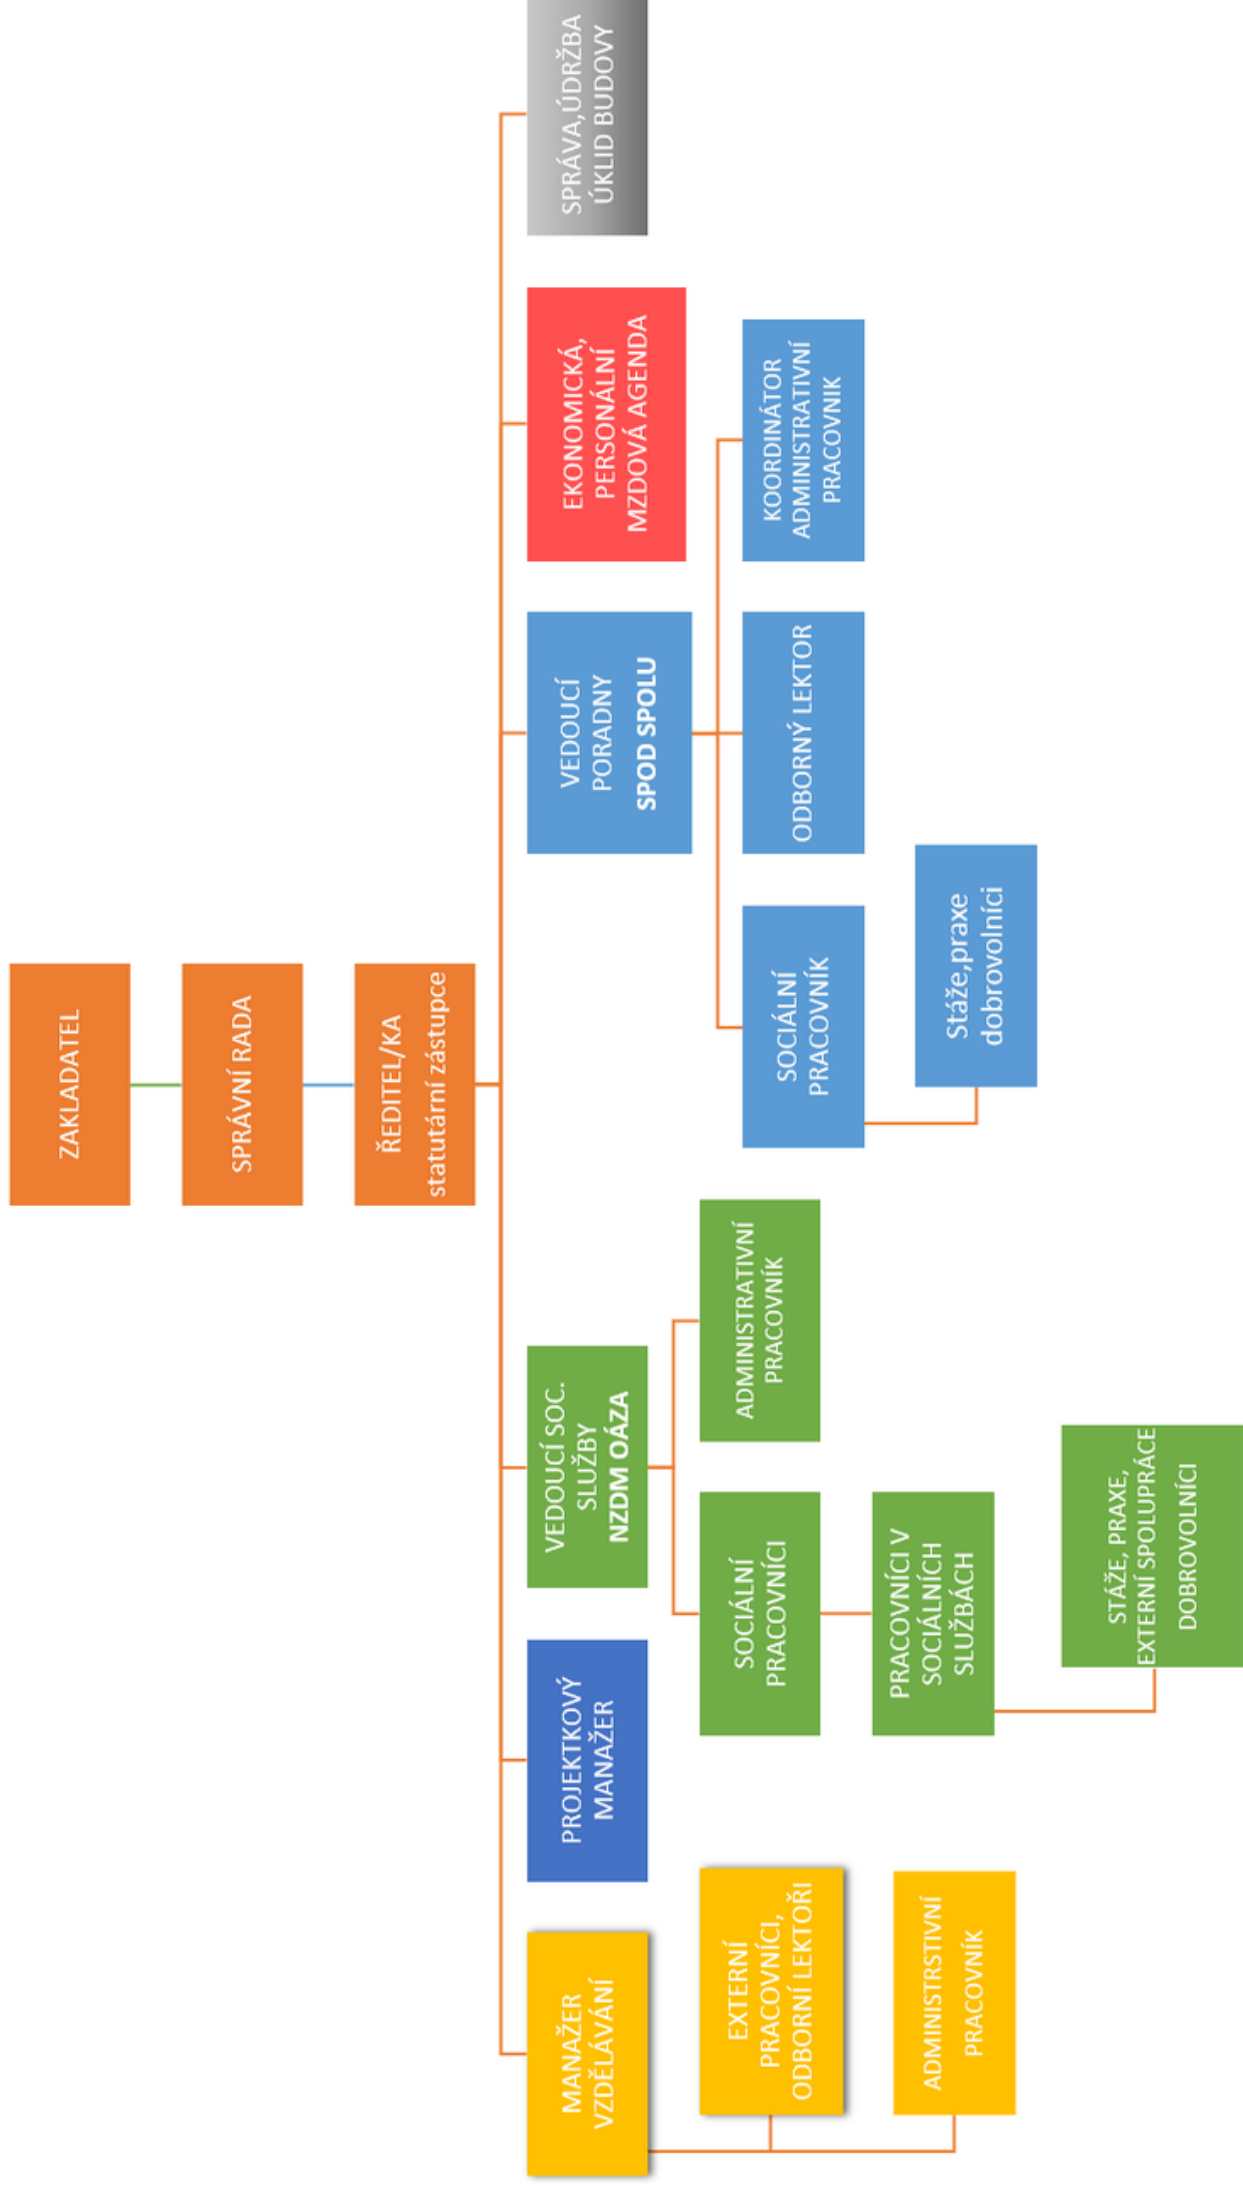 ZAKLADATEL
SPRÁVNÍ RADA
ŘEDITEL/KA
statutární zástupce
MANAŽER
VZDĚLÁVÁNÍ
EXTERNÍ
PRACOVNÍCI,
ODBORNÍ LEKTOŘI
ADMINISTRSTIVNÍ
PRACOVNÍK
PROJEKTKOVÝ
MANAŽER
VEDOUCÍ SOC.
SLUŽBY
NZDM OÁZA
SOCIÁLNÍ
PRACOVNÍCI
PRACOVNÍCI V
SOCIÁLNÍCH
SLUŽBÁCH
STÁŽE, PRAXE,
EXTERNÍ SPOLUPRÁCE
DOBROVOLNÍCI
ADMINISTRATIVNÍ
PRACOVNÍK
VEDOUCÍ
PORADNY
SPOD SPOLU
SOCIÁLNÍ
PRACOVNÍK
Stáže,praxe
dobrovolníci
ODBORNÝ LEKTOR
KOORDINÁTOR
ADMINISTRATIVNÍ
PRACOVNIK
EKONOMICKÁ,
PERSONÁLNÍ
MZDOVÁ AGENDA
SPRÁVA,ÚDRŽBA
ÚKLID BUDOVY